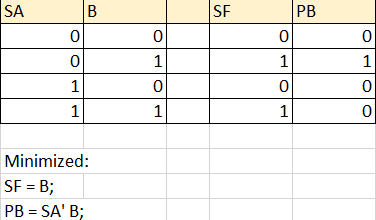 SA B SF PB
0 0 0 0
0 1 1 1
1 0 0 0
1 1 1 0
Minimized:
SF = B;
PB = SA' B;